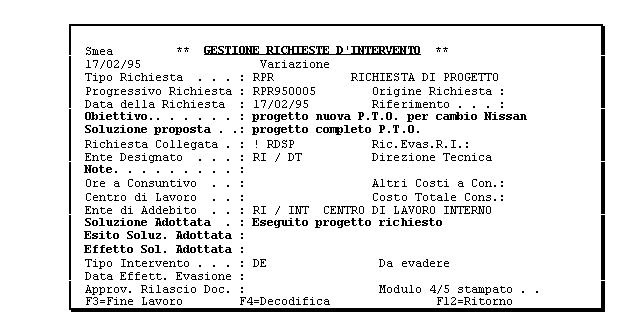 Smea ** GESTIONE RICHIESTE D'INTERVENTO **
17/02/95 Variazione
Tipo Richiesta . . . : RPR RICHIESTA DI PROGETTO
Progressivo Richiesta : RPR950005 Origine Richiesta :
Data della Richiesta : 17/02/95 Riferimento . . . :
Obiettivo.. . . . . . : progetto nuova P.T.O. per cambio Nissan
Soluzione proposta . .: progetto completo P.T.O.
Richiesta Collegata . : ! RDSP Ric.Evas.R.I.:
Ente Designato . . . : RI / DT Direzione Tecnica
Note. . . . . . . . . :
Ore a Consuntivo . . : Altri Costi a Con.:
Centro di Lavoro . . : Costo Totale Cons.:
Ente di Addebito . . : RI / INT CENTRO DI LAVORO INTERNO
Soluzione Adottata . : Eseguito progetto richiesto
Esito Soluz. Adottata :
Effetto Sol. Adottata :
Tipo Intervento . . . : DE Da evadere
Data Effett. Evasione :
Approv. Rilascio Doc. : Modulo 4/5 stampato . .
F3=Fine Lavoro F4=Decodifica F12=Ritorno